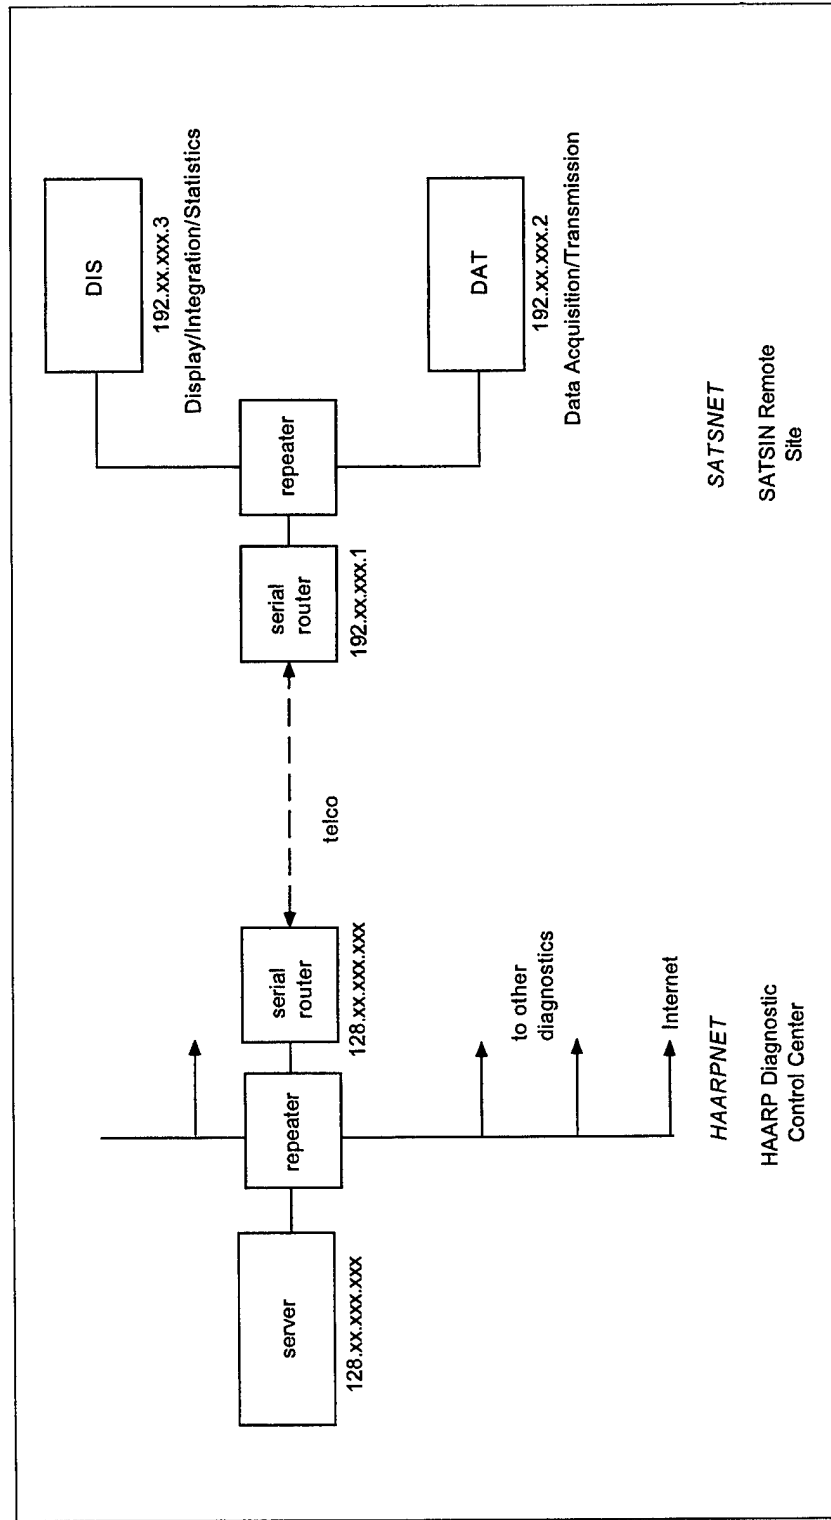 server
128.xx.xxx.xxx
repeater
serial
router
128.xx.xxx.xxx
to other
diagnostics
Internet
HAARPNET
HAARP Diagnostic
Control Center
telco
serial
router
192.xx.xxx.1
repeater
DIS
192.xx.xxx.3
Display/Integration/Statistics
DAT
192.xx.xxx.2
Data Acquisition/Transmission
SATSNET
SATSIN Remote
Site